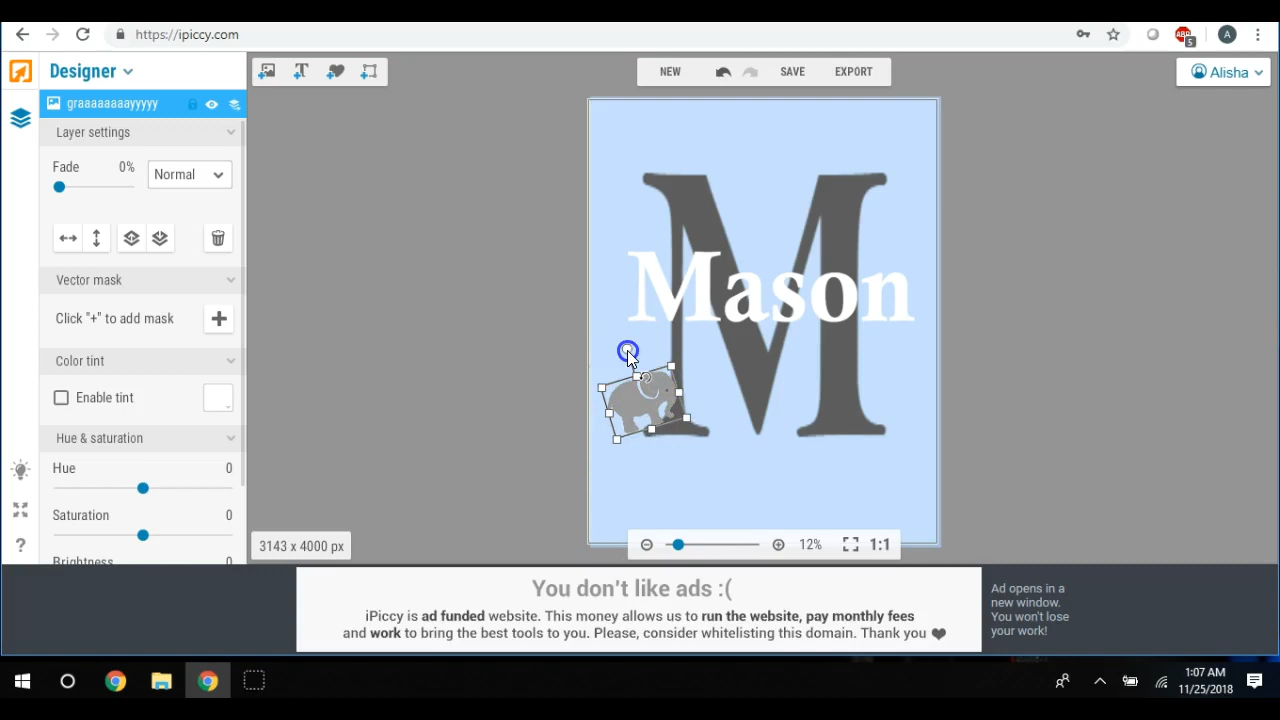 https://ipiccy.com
5
A
Designer
NEW
SAVE
EXPORT
Alisha
graaaaaaaayyyyy
Layer settings
Fade 0%
Normal
Vector mask
Click "+" to add mask
Color tint
Enable tint
Hue & saturation
Hue 0
Saturation 0
Brightness 0
M
Mason
3143 x 4000 px
12%
1:1
You don't like ads :(
iPiccy is ad funded website. This money allows us to run the website, pay monthly fees
and work to bring the best tools to you. Please, consider whitelisting this domain. Thank you
Ad opens in a
new window.
You won't lose
your work!
1:07 AM
11/25/2018